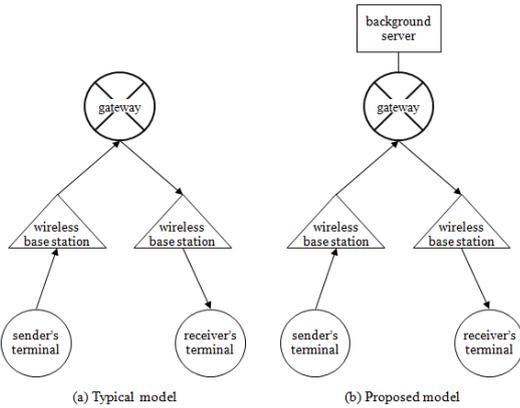 background
server
gateway
gateway
wireless
base station
wireless
base station
wireless
base station
wireless
base station
sender's
terminal
receiver's
terminal
sender's
terminal
receiver's
terminal
(a) Typical model
(b) Proposed model